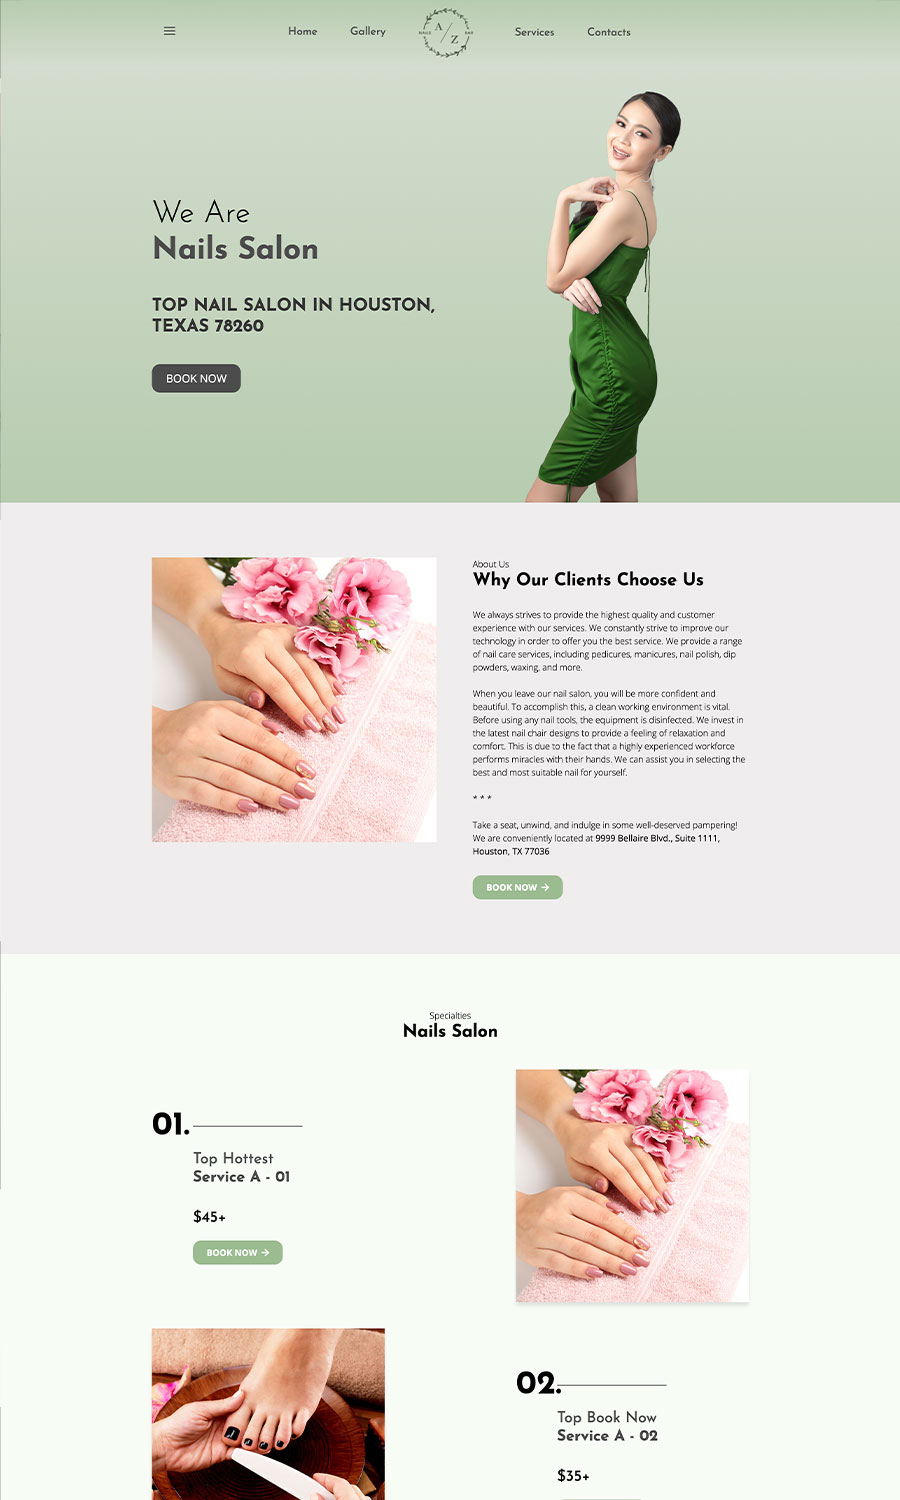 Home
Gallery
NAILS
A
Z
BAR
Services
Contacts
We Are
Nails Salon
TOP NAIL SALON IN HOUSTON,
TEXAS 78260
BOOK NOW
About Us
Why Our Clients Choose Us
We always strives to provide the highest quality and customer
experience with our services. We constantly strive to improve our
technology in order to offer you the best service. We provide a range
of nail care services, including pedicures, manicures, nail polish, dip
powders, waxing, and more.
When you leave our nail salon, you will be more confident and
beautiful. To accomplish this, a clean working environment is vital.
Before using any nail tools, the equipment is disinfected. We invest in
the latest nail chair designs to provide a feeling of relaxation and
comfort. This is due to the fact that a highly experienced workforce
performs miracles with their hands. We can assist you in selecting the
best and most suitable nail for yourself.
* * *
Take a seat, unwind, and indulge in some well-deserved pampering!
We are conveniently located at 9999 Bellaire Blvd., Suite 1111,
Houston, TX 77036
BOOK NOW →
Specialties
Nails Salon
01.
Top Hottest
Service A - 01
$45+
BOOK NOW →
02.
Top Book Now
Service A - 02
$35+